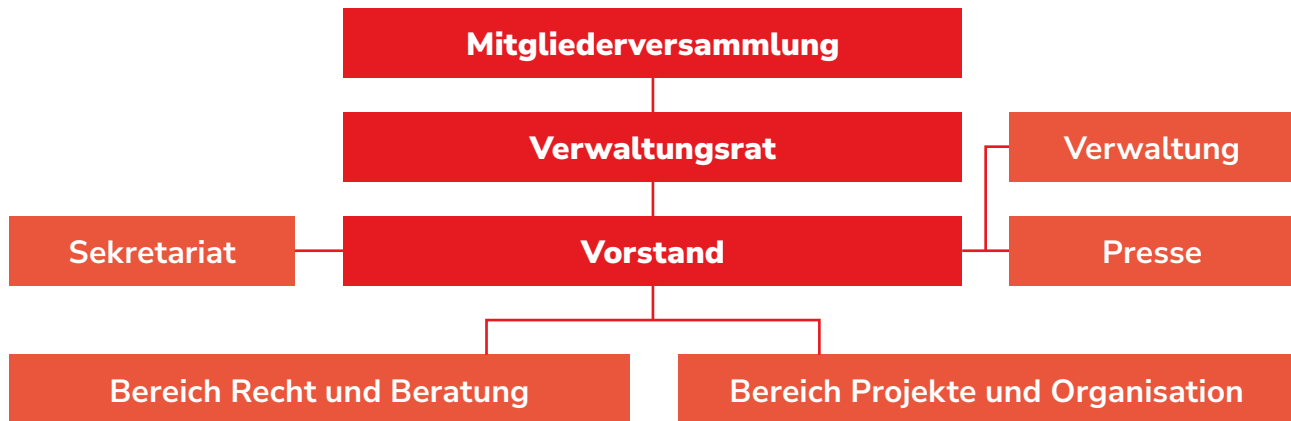 Mitgliederversammlung
Verwaltungsrat
Verwaltung
Sekretariat
Vorstand
Presse
Bereich Recht und Beratung
Bereich Projekte und Organisation